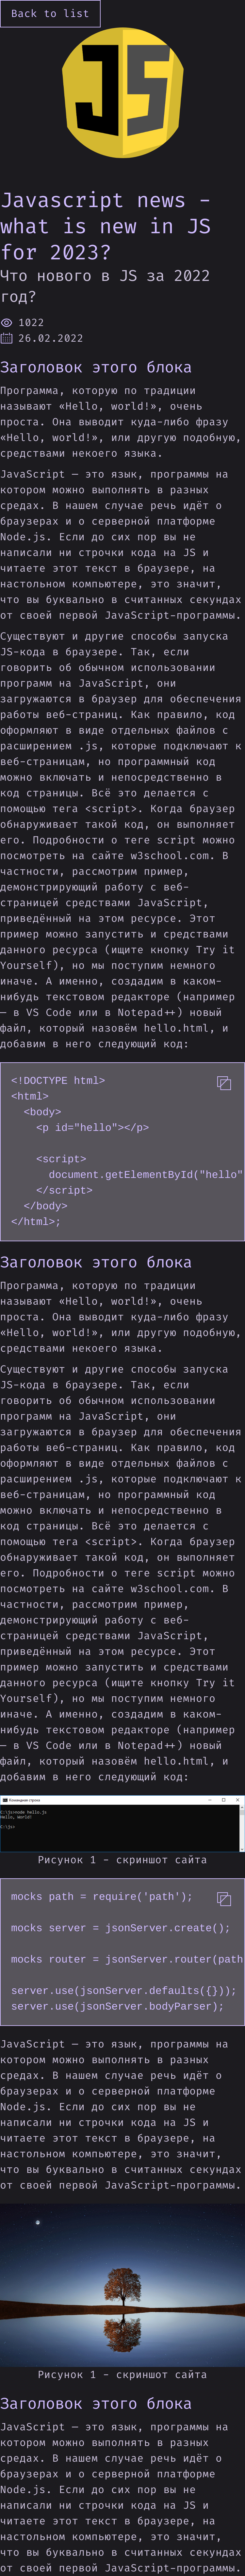 Back to list
JS
Javascript news -
what is new in JS
for 2023?
Что нового в JS за 2022
год?
1022
26.02.2022
Заголовок этого блока
Программа, которую по традиции
называют «Hello, world!», очень
проста. Она выводит куда-либо фразу
«Hello, world!», или другую подобную,
средствами некоего языка.
JavaScript — это язык, программы на
котором можно выполнять в разных
средах. В нашем случае речь идёт о
браузерах и о серверной платформе
Node.js. Если до сих пор вы не
написали ни строчки кода на JS и
читаете этот текст в браузере, на
настольном компьютере, это значит,
что вы буквально в считанных секундах
от своей первой JavaScript-программы.
Существуют и другие способы запуска
JS-кода в браузере. Так, если
говорить об обычном использовании
программ на JavaScript, они
загружаются в браузер для обеспечения
работы веб-страниц. Как правило, код
оформляют в виде отдельных файлов с
расширением .js, которые подключают к
веб-страницам, но программный код
можно включать и непосредственно в
код страницы. Всё это делается с
помощью тега <script>. Когда браузер
обнаруживает такой код, он выполняет
его. Подробности о теге script можно
посмотреть на сайте w3school.com. В
частности, рассмотрим пример,
демонстрирующий работу с веб-
страницей средствами JavaScript,
приведённый на этом ресурсе. Этот
пример можно запустить и средствами
данного ресурса (ищите кнопку Try it
Yourself), но мы поступим немного
иначе. А именно, создадим в каком-
нибудь текстовом редакторе (например
— в VS Code или в Notepad++) новый
файл, который назовём hello.html, и
добавим в него следующий код:
<!DOCTYPE html>
<html>
<body>
<p id="hello"></p>
<script>
document.getElementById("hello"
</script>
</body>
</html>;
Заголовок этого блока
Программа, которую по традиции
называют «Hello, world!», очень
проста. Она выводит куда-либо фразу
«Hello, world!», или другую подобную,
средствами некоего языка.
Существуют и другие способы запуска
JS-кода в браузере. Так, если
говорить об обычном использовании
программ на JavaScript, они
загружаются в браузер для обеспечения
работы веб-страниц. Как правило, код
оформляют в виде отдельных файлов с
расширением .js, которые подключают к
веб-страницам, но программный код
можно включать и непосредственно в
код страницы. Всё это делается с
помощью тега <script>. Когда браузер
обнаруживает такой код, он выполняет
его. Подробности о теге script можно
посмотреть на сайте w3school.com. В
частности, рассмотрим пример,
демонстрирующий работу с веб-
страницей средствами JavaScript,
приведённый на этом ресурсе. Этот
пример можно запустить и средствами
данного ресурса (ищите кнопку Try it
Yourself), но мы поступим немного
иначе. А именно, создадим в каком-
нибудь текстовом редакторе (например
— в VS Code или в Notepad++) новый
файл, который назовём hello.html, и
добавим в него следующий код:
Командная строка
C:\js>node hello.js
Hello, World!
C:\js>
Рисунок 1 - скриншот сайта
mocks path = require('path');
mocks server = jsonServer.create();
mocks router = jsonServer.router(path
server.use(jsonServer.defaults({}));
server.use(jsonServer.bodyParser);
JavaScript — это язык, программы на
котором можно выполнять в разных
средах. В нашем случае речь идёт о
браузерах и о серверной платформе
Node.js. Если до сих пор вы не
написали ни строчки кода на JS и
читаете этот текст в браузере, на
настольном компьютере, это значит,
что вы буквально в считанных секундах
от своей первой JavaScript-программы.
Рисунок 1 - скриншот сайта
Заголовок этого блока
JavaScript — это язык, программы на
котором можно выполнять в разных
средах. В нашем случае речь идёт о
браузерах и о серверной платформе
Node.js. Если до сих пор вы не
написали ни строчки кода на JS и
читаете этот текст в браузере, на
настольном компьютере, это значит,
что вы буквально в считанных секундах
от своей первой JavaScript-программы.